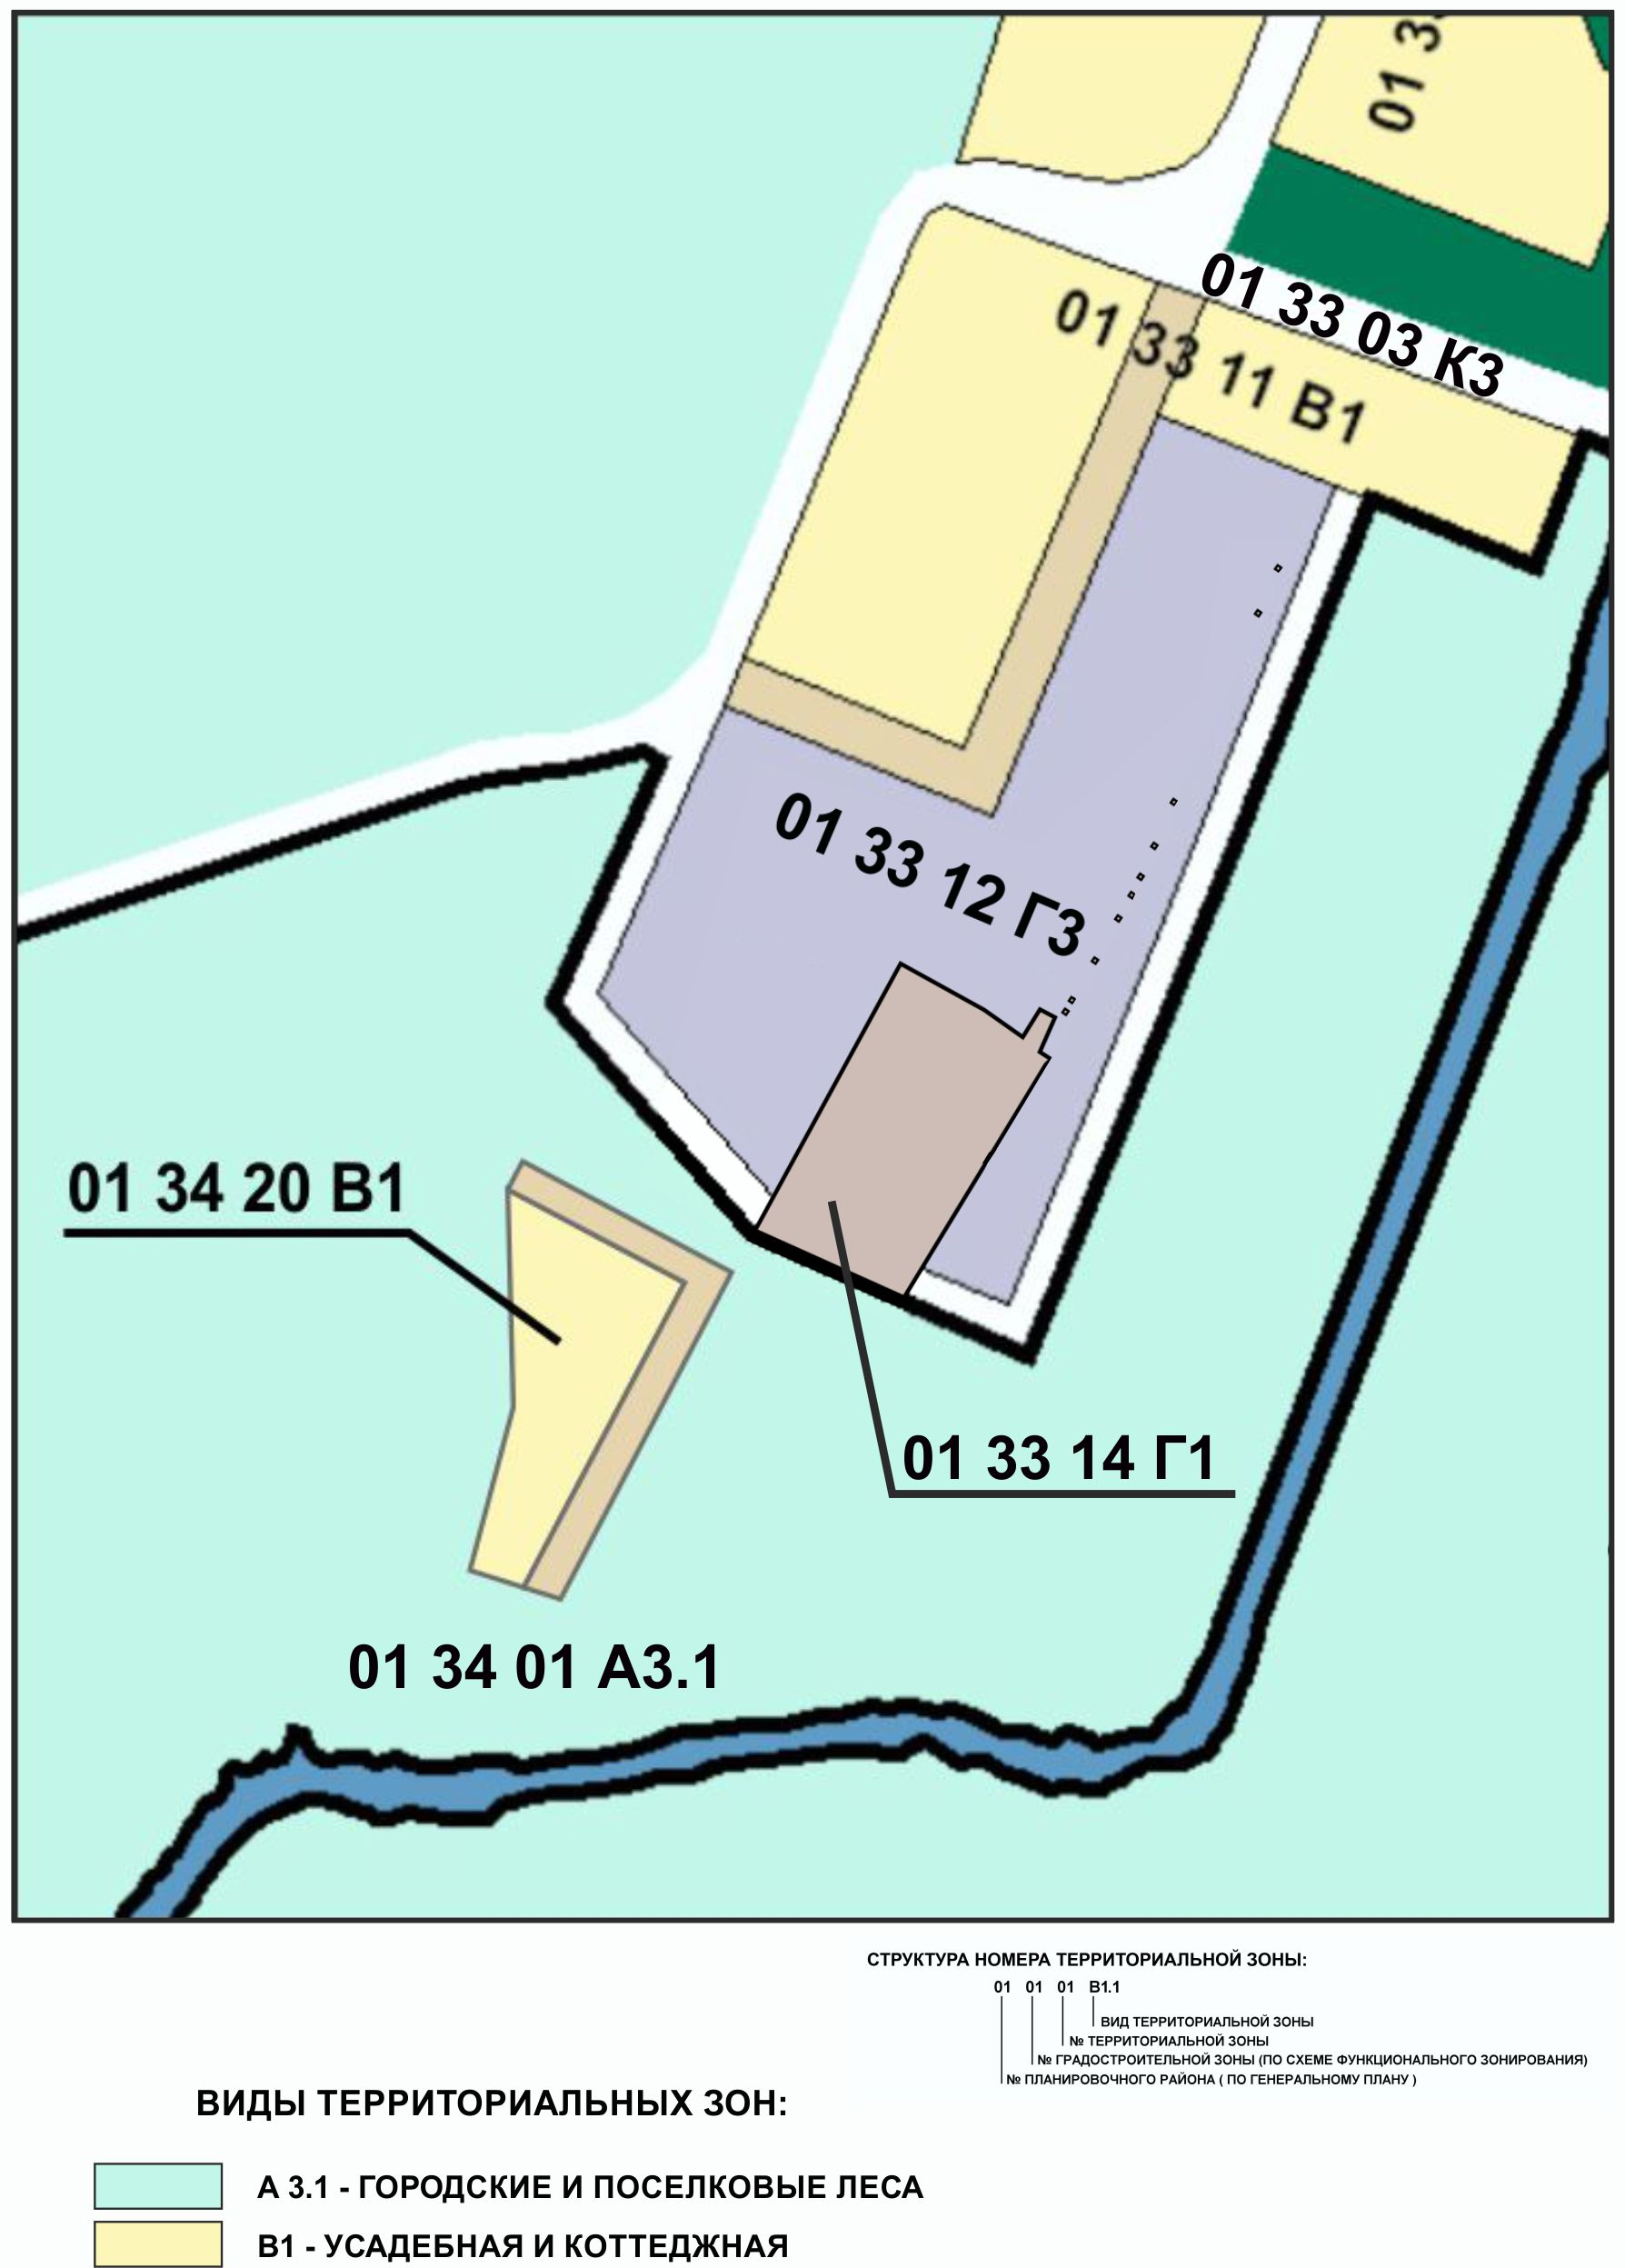 01 3
01 33 03 К3
01 33 11 В1
01 33 12 Г3
01 34 20 В1
01 33 14 Г1
01 34 01 А3.1
СТРУКТУРА НОМЕРА ТЕРРИТОРИАЛЬНОЙ ЗОНЫ:
01 01 01 В1.1
ВИД ТЕРРИТОРИАЛЬНОЙ ЗОНЫ
№ ТЕРРИТОРИАЛЬНОЙ ЗОНЫ
№ ГРАДОСТРОИТЕЛЬНОЙ ЗОНЫ (ПО СХЕМЕ ФУНКЦИОНАЛЬНОГО ЗОНИРОВАНИЯ)
№ ПЛАНИРОВОЧНОГО РАЙОНА ( ПО ГЕНЕРАЛЬНОМУ ПЛАНУ )
ВИДЫ ТЕРРИТОРИАЛЬНЫХ ЗОН:
А 3.1 - ГОРОДСКИЕ И ПОСЕЛКОВЫЕ ЛЕСА
В1 - УСАДЕБНАЯ И КОТТЕДЖНАЯ